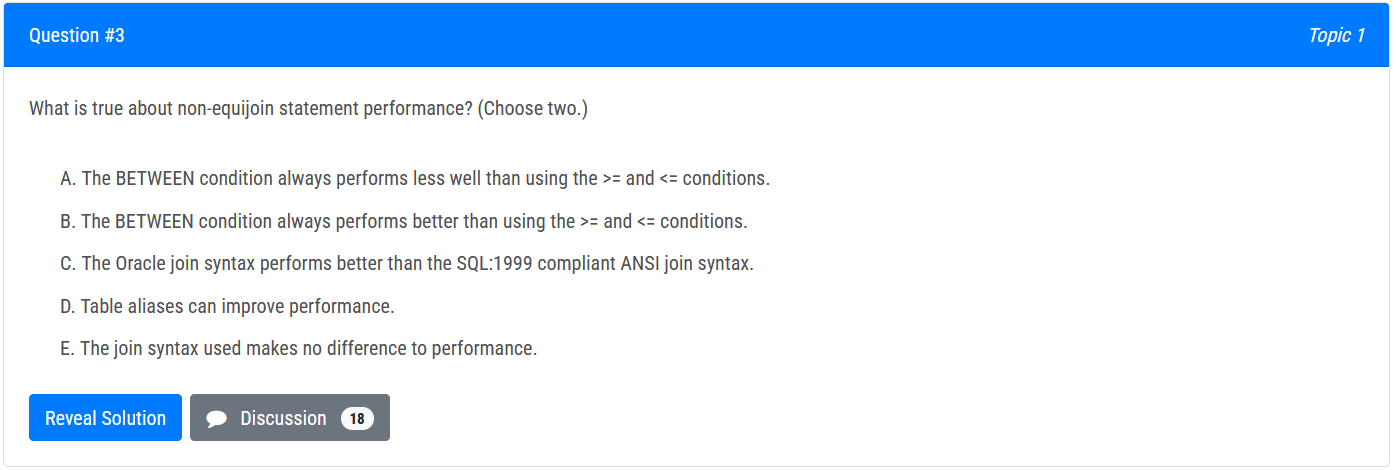 Question #3
Topic 1
What is true about non-equijoin statement performance? (Choose two.)
A. The BETWEEN condition always performs less well than using the >= and <= conditions.
B. The BETWEEN condition always performs better than using the >= and <= conditions.
C. The Oracle join syntax performs better than the SQL:1999 compliant ANSI join syntax.
D. Table aliases can improve performance.
E. The join syntax used makes no difference to performance.
Reveal Solution
Discussion 18